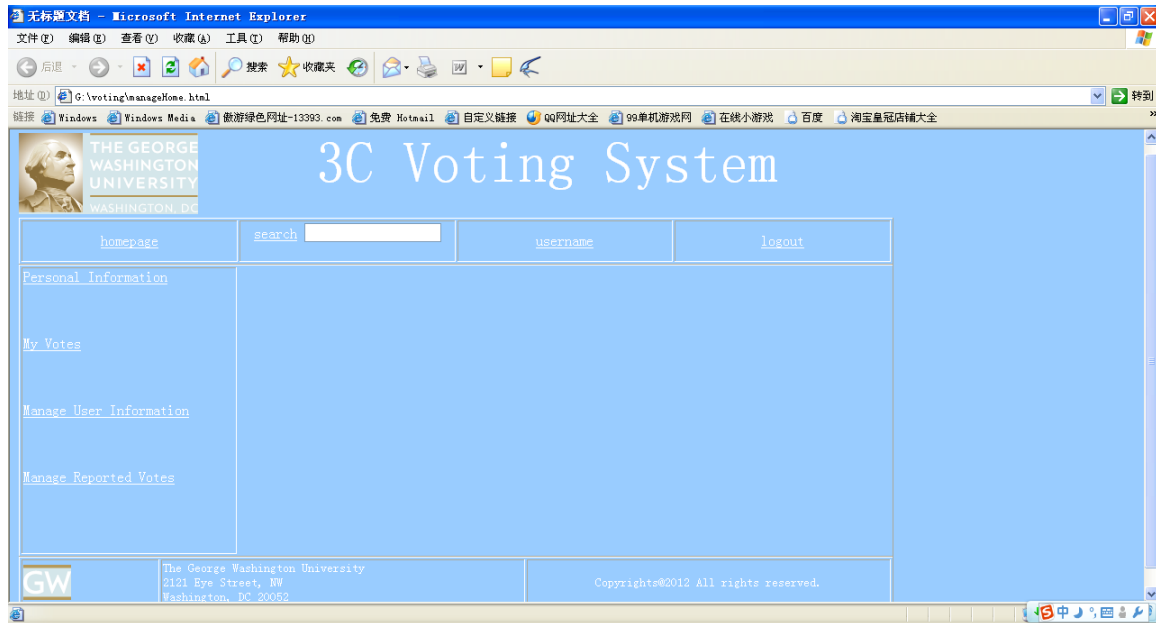 无标题文档 - Microsoft Internet Explorer
文件(F) 编辑(E) 查看(V) 收藏(A) 工具(T) 帮助(H)
后退 搜索 收藏夹
地址(D) G:\voting\manageHome.html 转到
链接 Windows Windows Media 傲游绿色网址-13393.com 免费 Hotmail 自定义链接 QQ网址大全 99单机游戏网 在线小游戏 百度 淘宝皇冠店铺大全 »
THE GEORGE
WASHINGTON
UNIVERSITY
WASHINGTON, DC
3C Voting System
homepage search username logout
Personal Information
My Votes
Manage User Information
Manage Reported Votes
GW
The George Washington University
2121 Eye Street, NW
Washington, DC 20052
Copyrights@2012 All rights reserved.
S 中